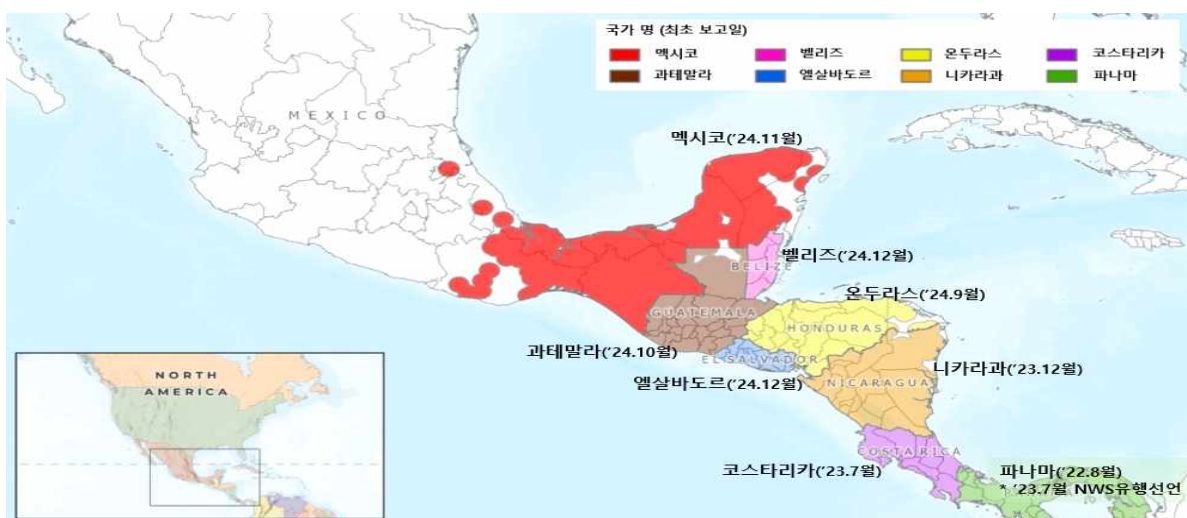 국가 명 (최초 보고일)
멕시코 벨리즈 온두라스 코스타리카
과테말라 엘살바도르 니카라과 파나마
MEXICO
멕시코('24.11월)
벨리즈('24.12월)
BELIZE
온두라스('24.9월)
GUATEMALA
HONDURAS
과테말라('24.10월)
EL SALVADOR
엘살바도르('24.12월)
니카라과('23.12월)
NICARAGUA
NORTH
AMERICA
COSTA RICA
코스타리카('23.7월)
파나마('22.8월)
* '23.7월 NWS유행선언